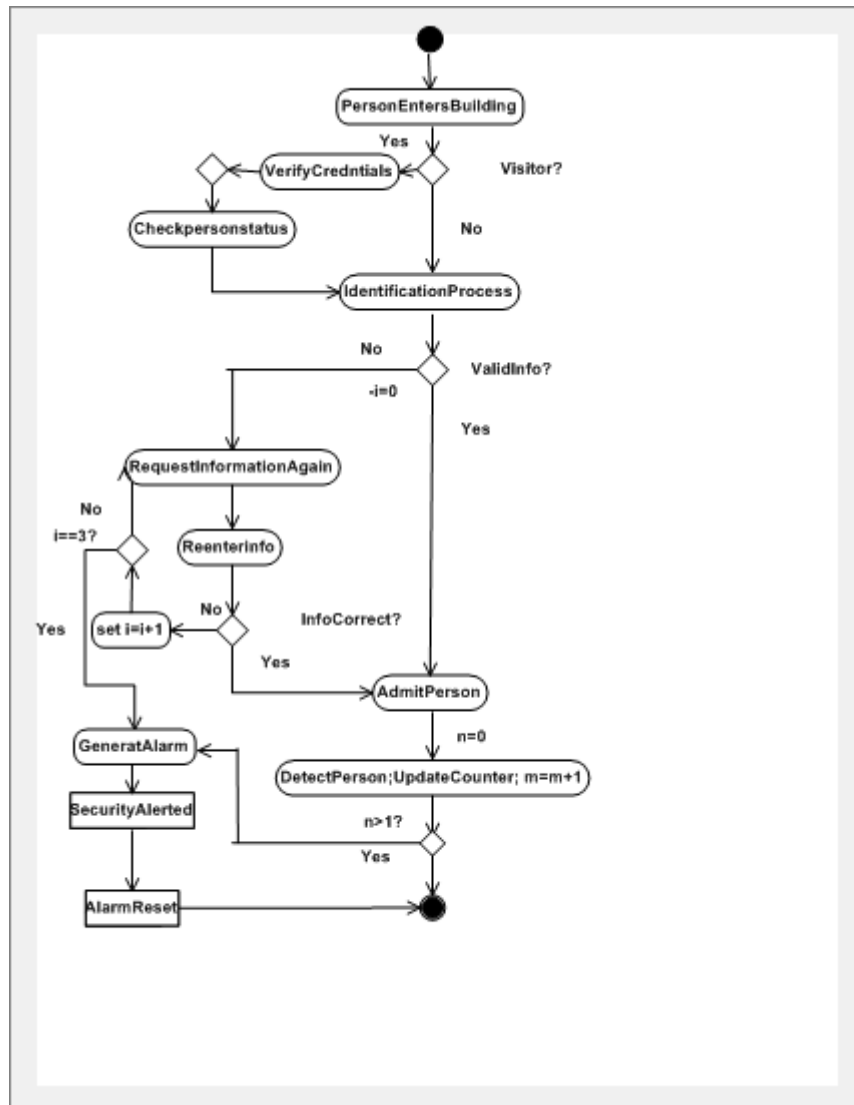 PersonEntersBuilding
Yes
VerifyCredntials
Visitor?
Checkpersonstatus
No
IdentificationProcess
No
ValidInfo?
-i=0
Yes
RequestInformationAgain
No
i==3?
ReenterInfo
No
InfoCorrect?
set i=i+1
Yes
Yes
AdmitPerson
n=0
GeneratAlarm
DetectPerson;UpdateCounter; m=m+1
SecurityAlerted
n>1?
Yes
AlarmReset